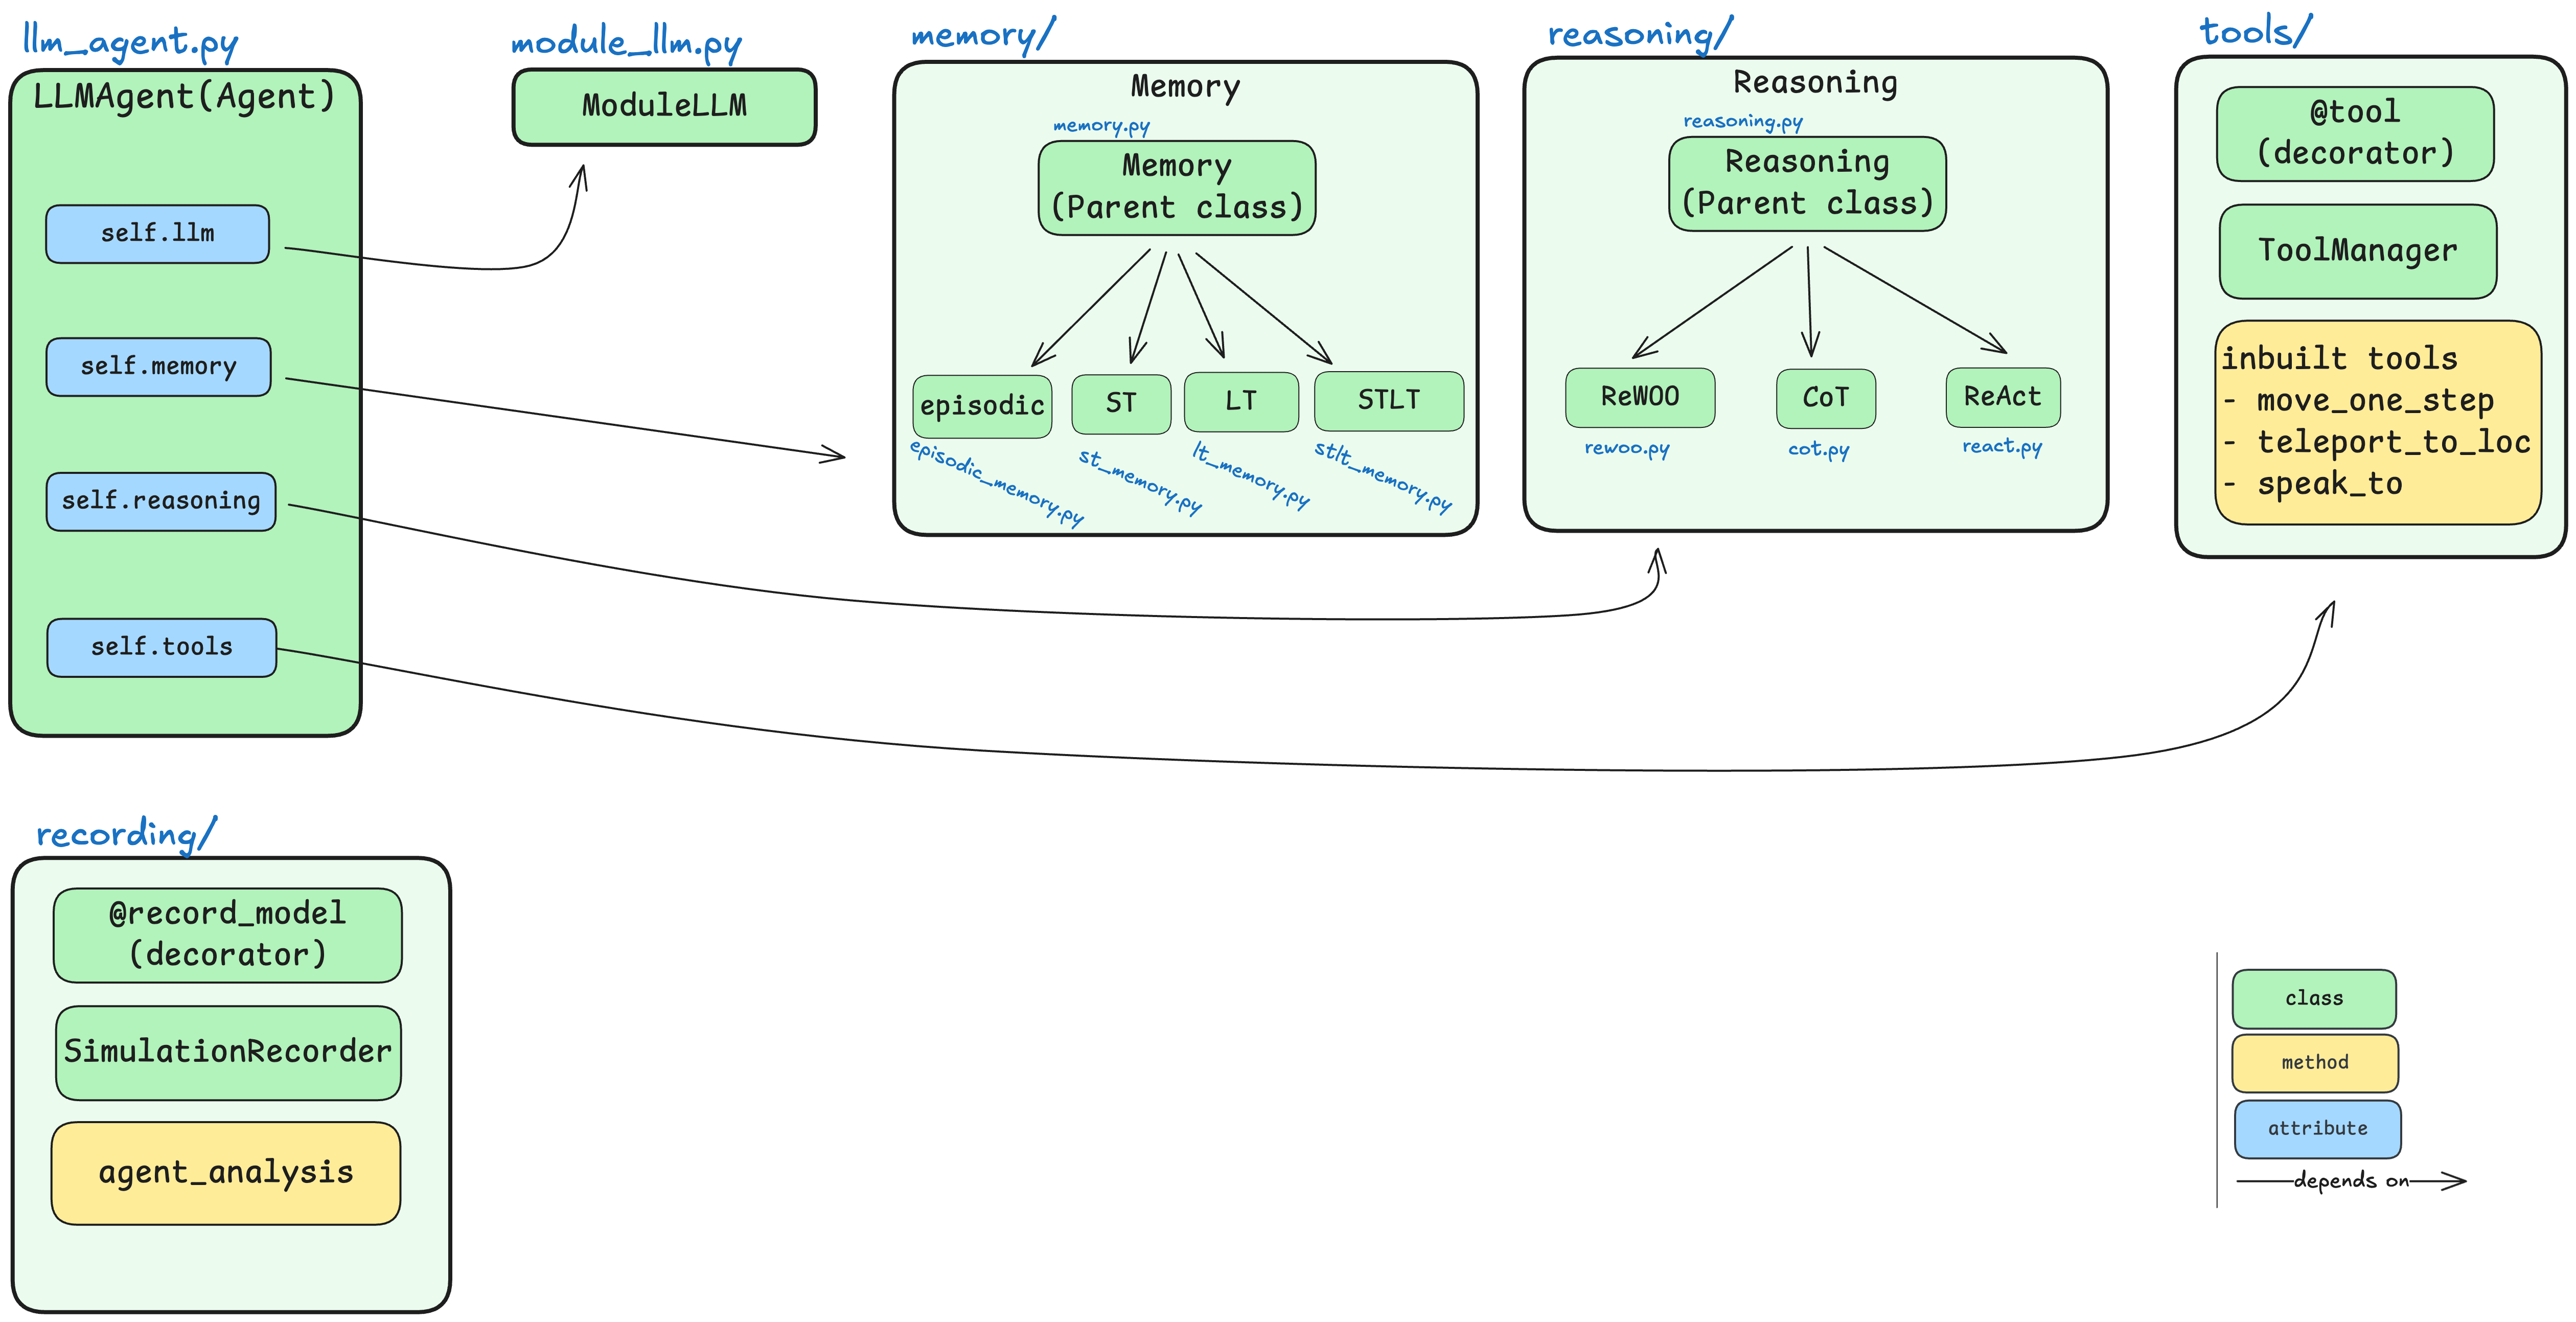 llm_agent.py
LLMAgent(Agent)
self.llm
self.memory
self.reasoning
self.tools
module_llm.py
ModuleLLM
memory/
Memory
memory.py
Memory
(Parent class)
episodic
ST
LT
STLT
episodic_memory.py
st_memory.py
lt_memory.py
stlt_memory.py
reasoning/
Reasoning
reasoning.py
Reasoning
(Parent class)
ReWOO
CoT
ReAct
rewoo.py
cot.py
react.py
tools/
@tool
(decorator)
ToolManager
inbuilt tools
- move_one_step
- teleport_to_loc
- speak_to
recording/
@record_model
(decorator)
SimulationRecorder
agent_analysis
class
method
attribute
depends on